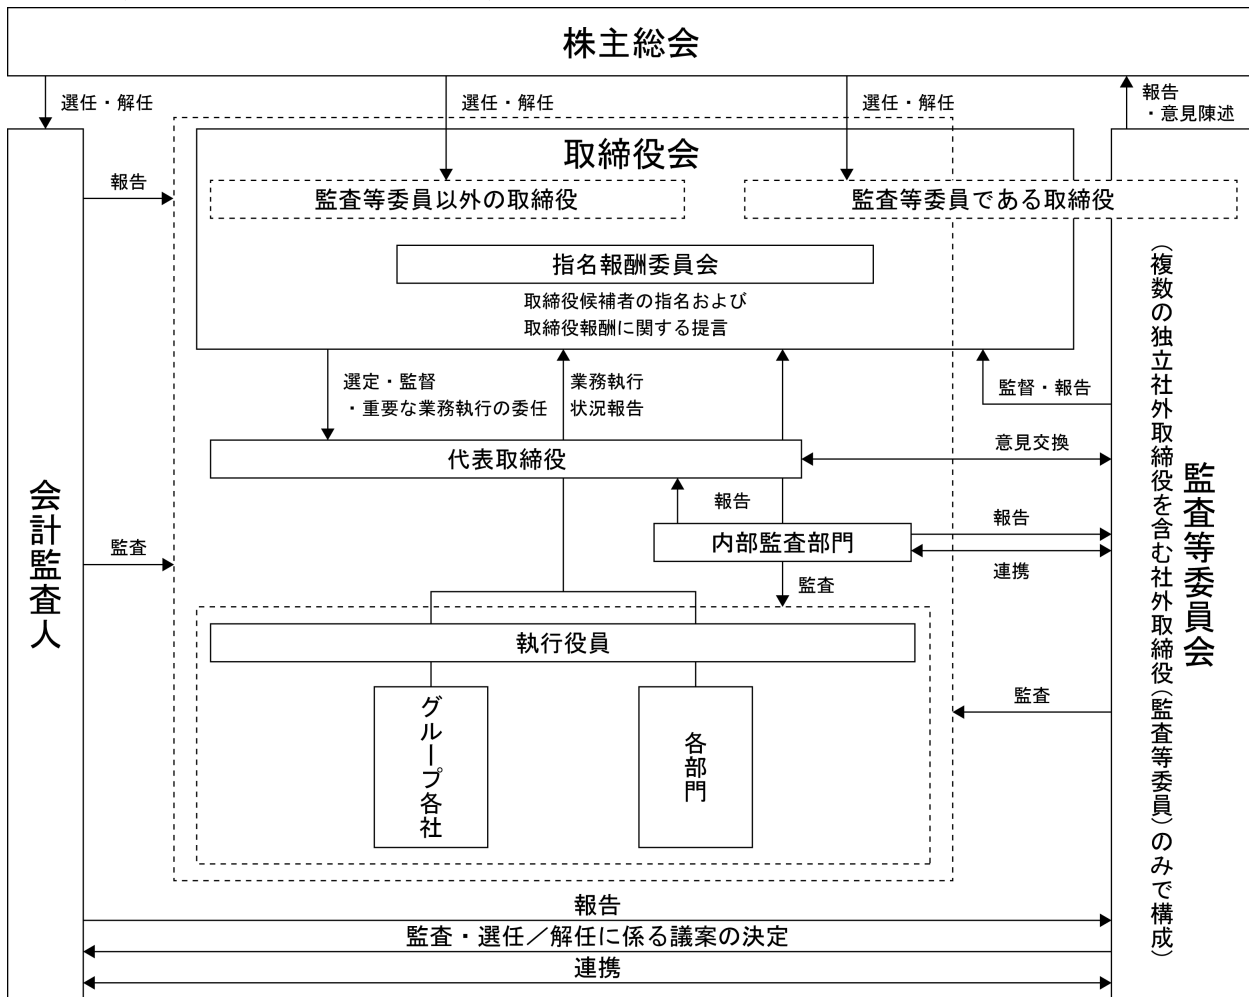 株主総会
選任・解任
選任・解任
選任・解任
報告
・意見陳述
取締役会
監査等委員以外の取締役
監査等委員である取締役
報告
指名報酬委員会
取締役候補者の指名および
取締役報酬に関する提言
選定・監督
・重要な業務執行の委任
業務執行
状況報告
監督・報告
代表取締役
意見交換
報告
内部監査部門
報告
連携
監査
監査
執行役員
グループ各社
各部門
監査
会計監査人
監査等委員会
（複数の独立社外取締役を含む社外取締役（監査等委員）のみで構成）
報告
監査・選任／解任に係る議案の決定
連携